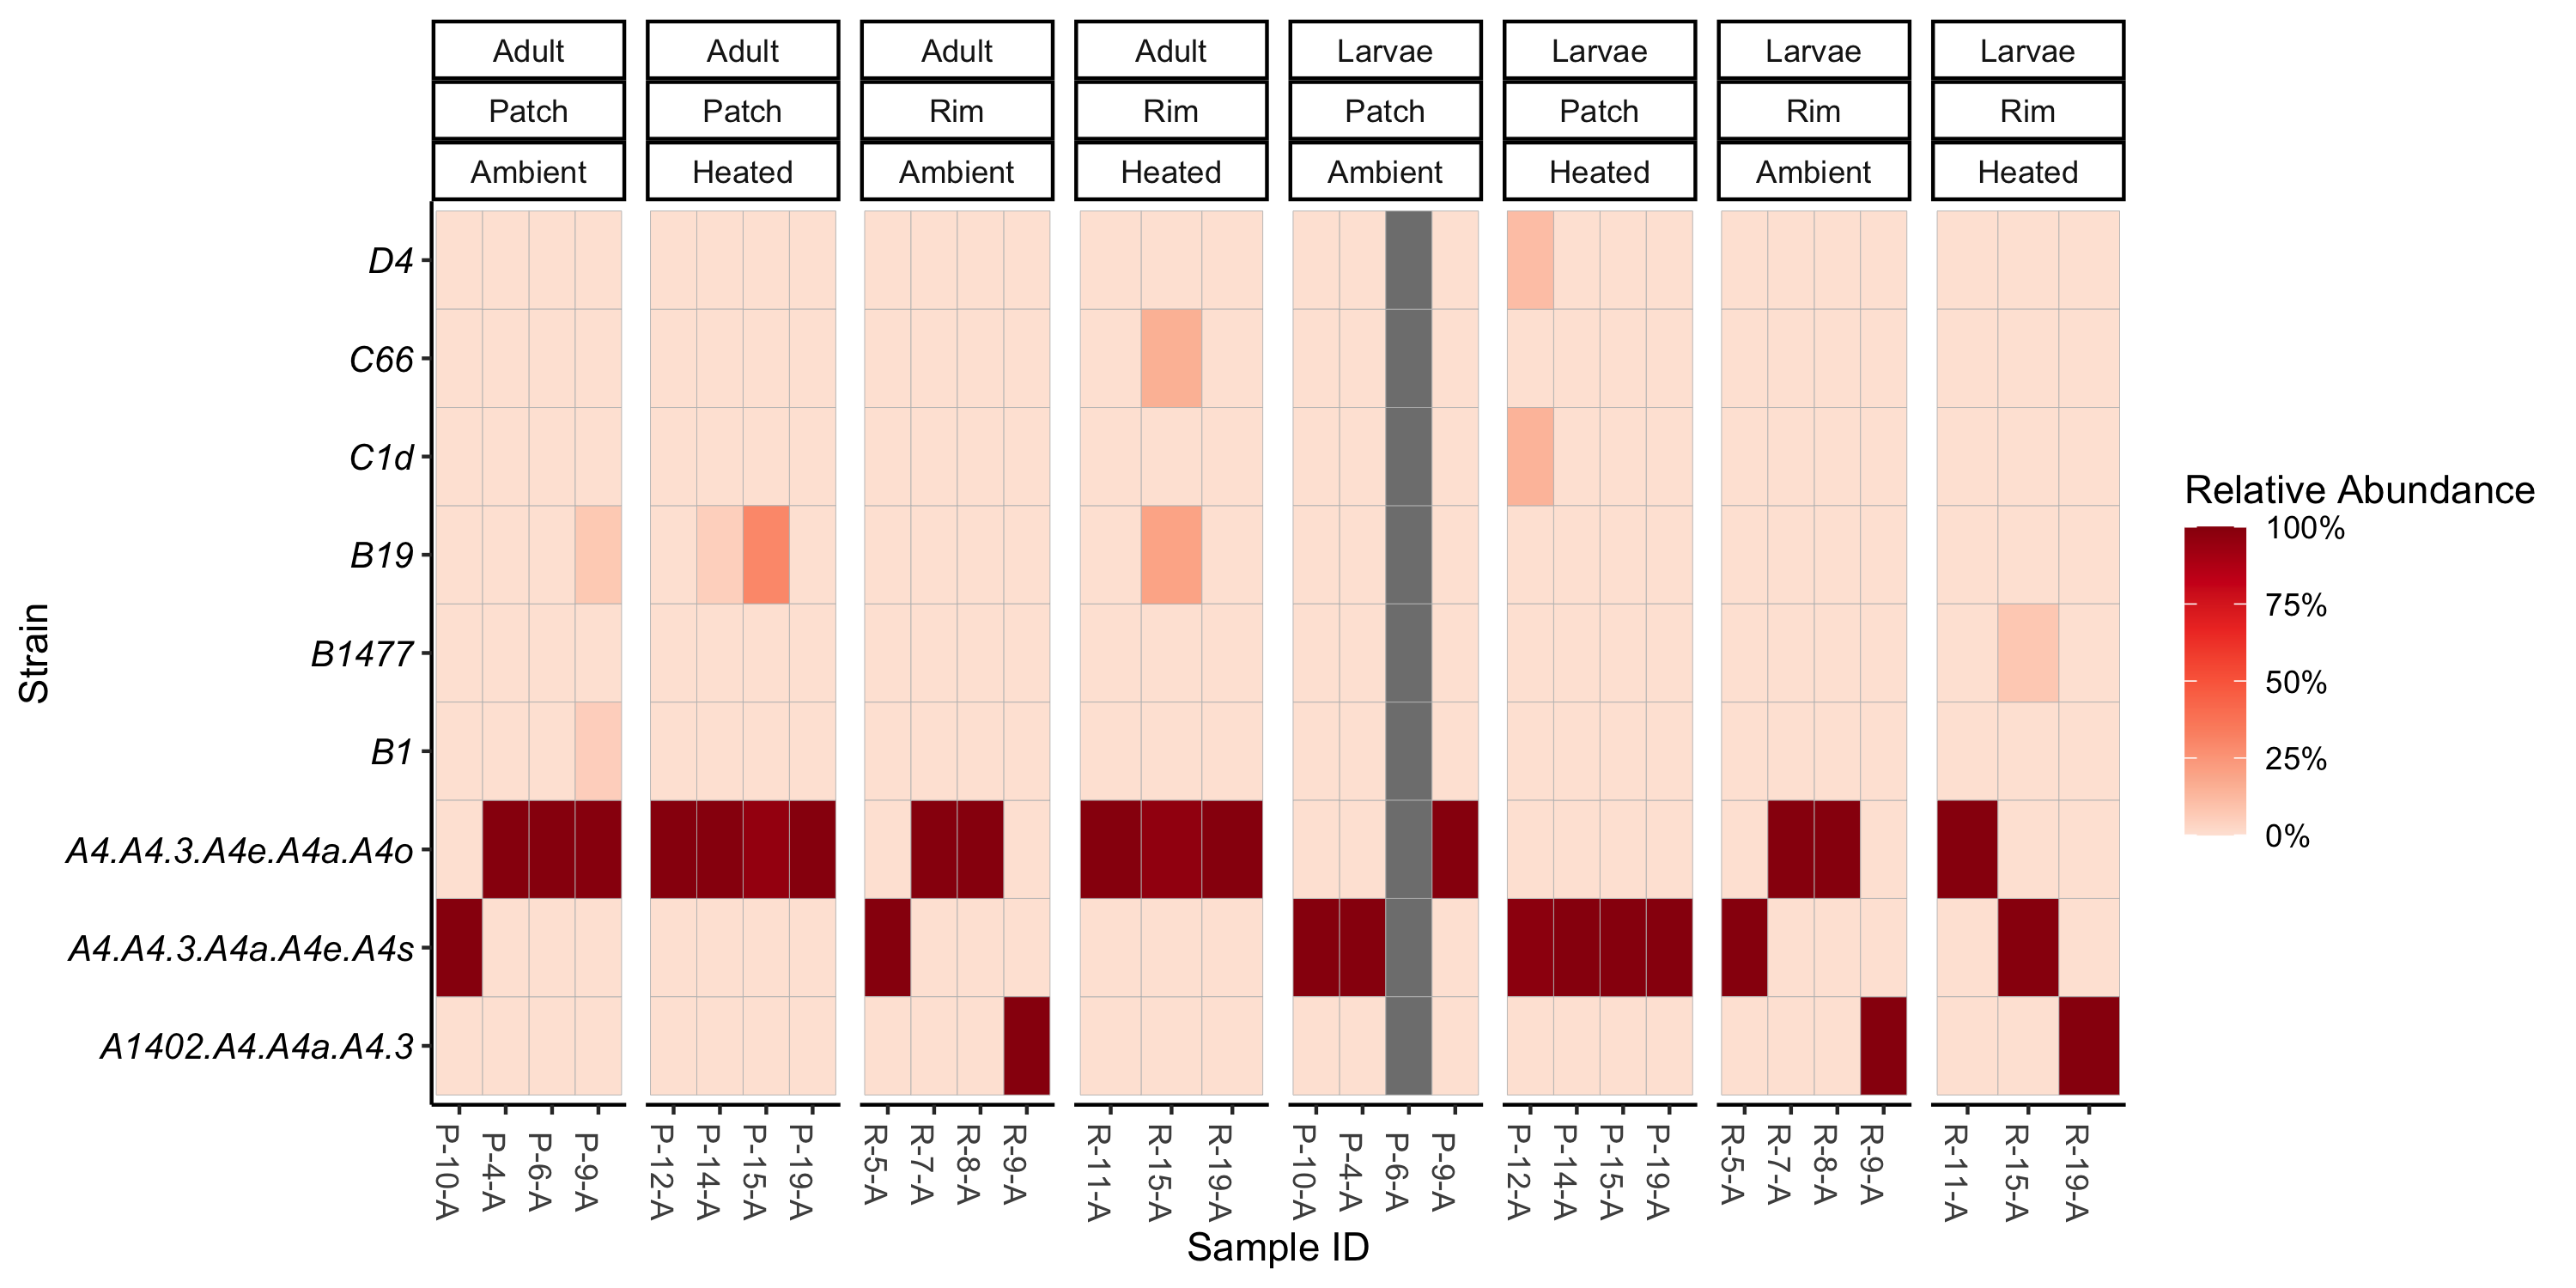 Adult Adult Adult Adult Larvae Larvae Larvae Larvae
Patch Patch Rim Rim Patch Patch Rim Rim
Ambient Heated Ambient Heated Ambient Heated Ambient Heated
Strain
D4
C66
C1d
B19
B1477
B1
A4.A4.3.A4e.A4a.A4o
A4.A4.3.A4a.A4e.A4s
A1402.A4.A4a.A4.3
P-10-A P-4-A P-6-A P-9-A P-12-A P-14-A P-15-A P-19-A R-5-A R-7-A R-8-A R-9-A R-11-A R-15-A R-19-A P-10-A P-4-A P-6-A P-9-A P-12-A P-14-A P-15-A P-19-A R-5-A R-7-A R-8-A R-9-A R-11-A R-15-A R-19-A
Sample ID
Relative Abundance
100%
75%
50%
25%
0%